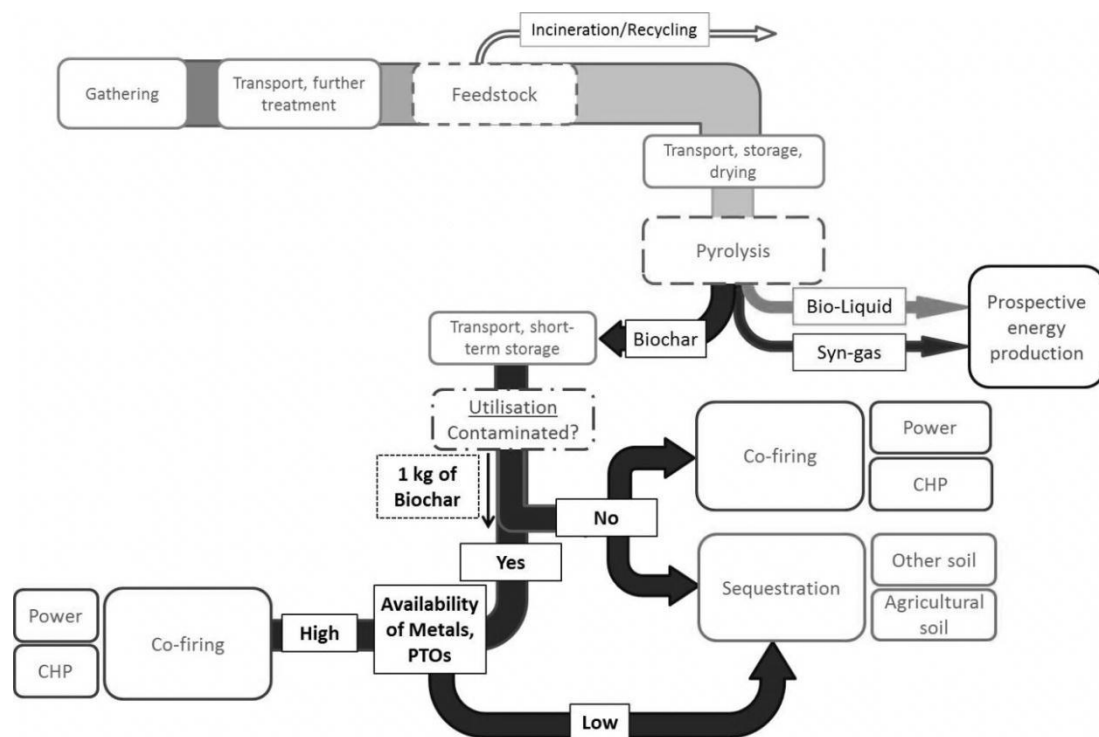 Incineration/Recycling
Gathering
Transport, further
treatment
Feedstock
Transport, storage,
drying
Pyrolysis
Bio-Liquid
Prospective
energy
production
Transport, short-
term storage
Biochar
Syn-gas
Utilisation
Contaminated?
Co-firing
Power
CHP
1 kg of
Biochar
No
Yes
Sequestration
Other soil
Agricultural
soil
Power
CHP
Co-firing
High
Availability
of Metals,
PTOs
Low